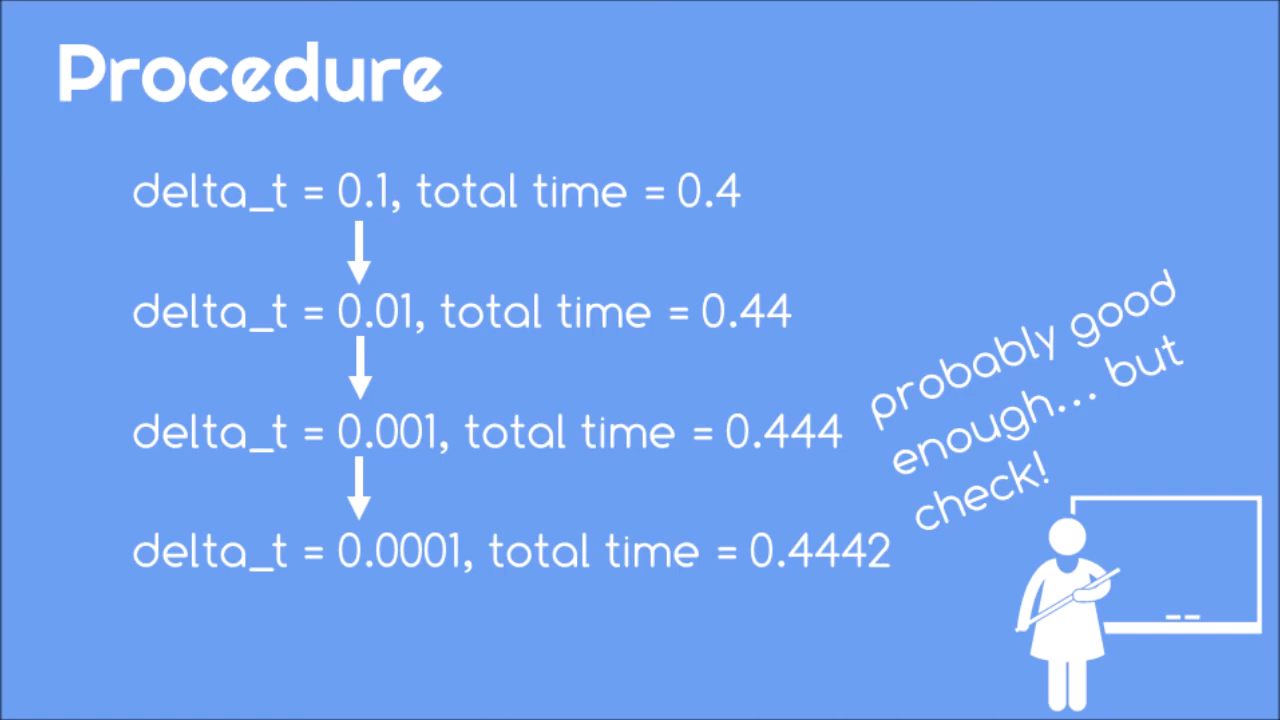 Procedure
delta_t = 0.1, total time = 0.4
delta_t = 0.01, total time = 0.44
delta_t = 0.001, total time = 0.444
delta_t = 0.0001, total time = 0.4442
probably good
enough... but
check!